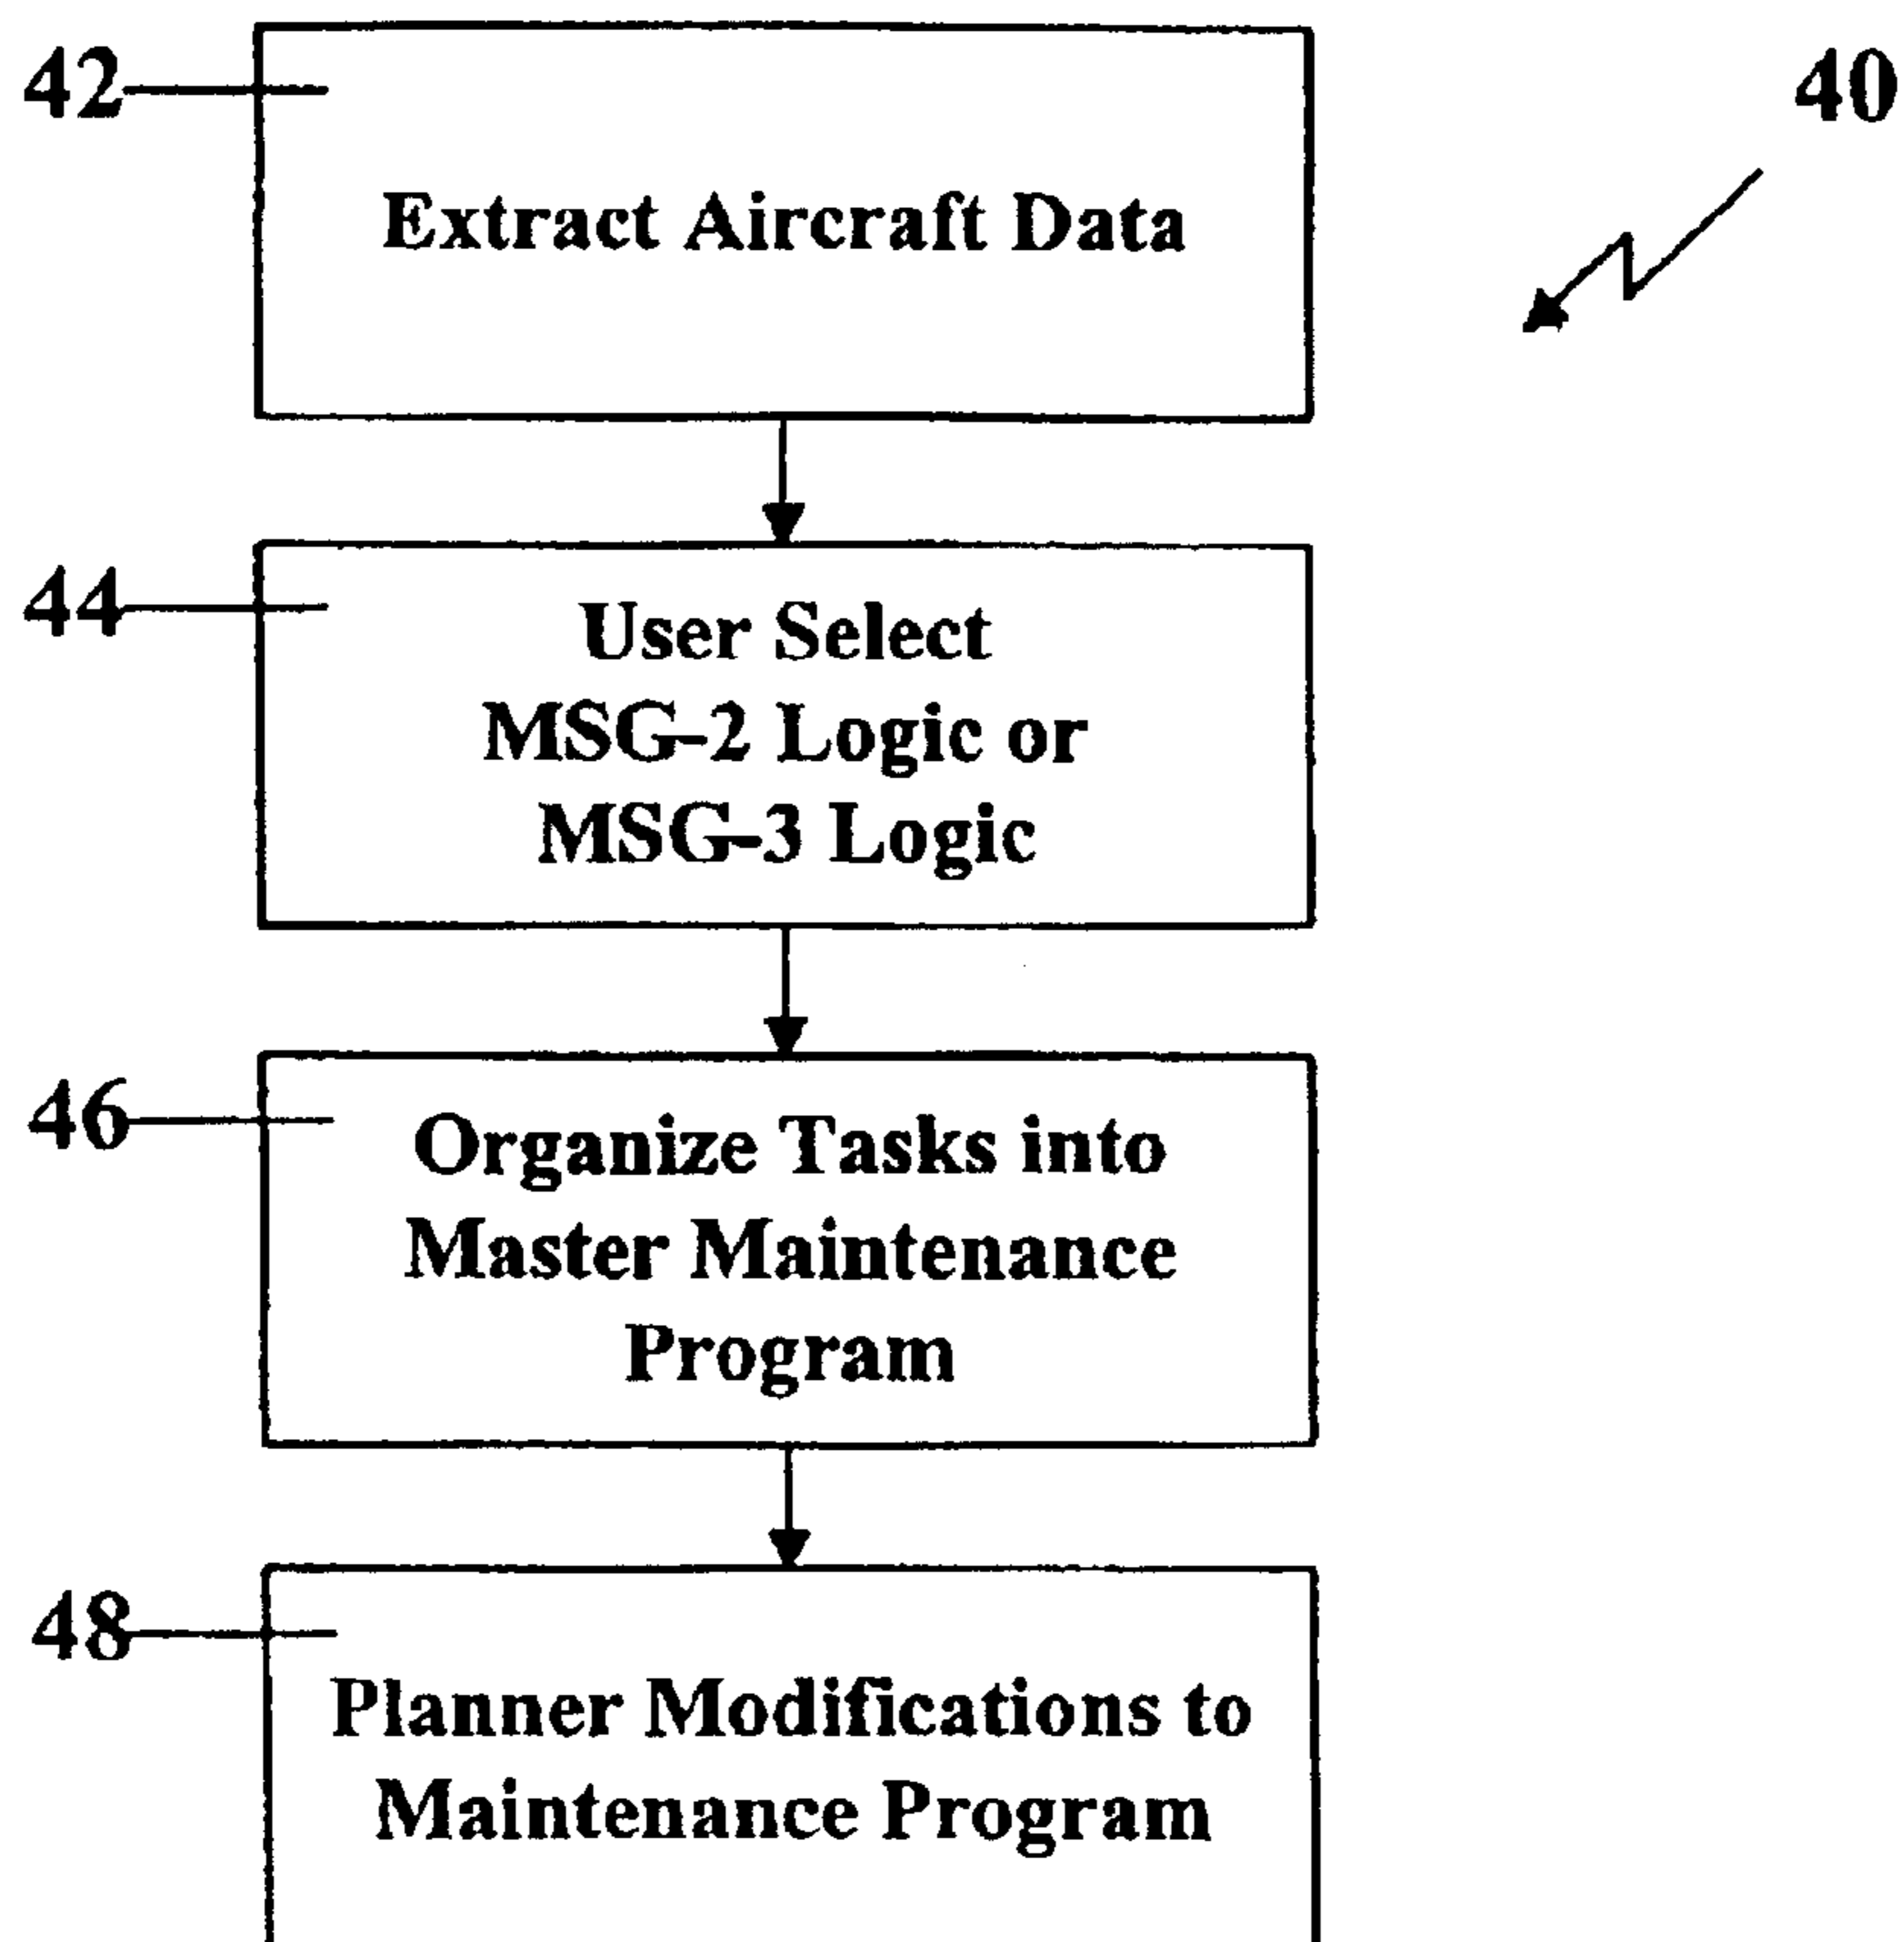 42
40
Extract Aircraft Data
44
User Select
MSG-2 Logic or
MSG-3 Logic
46
Organize Tasks into
Master Maintenance
Program
48
Planner Modifications to
Maintenance Program